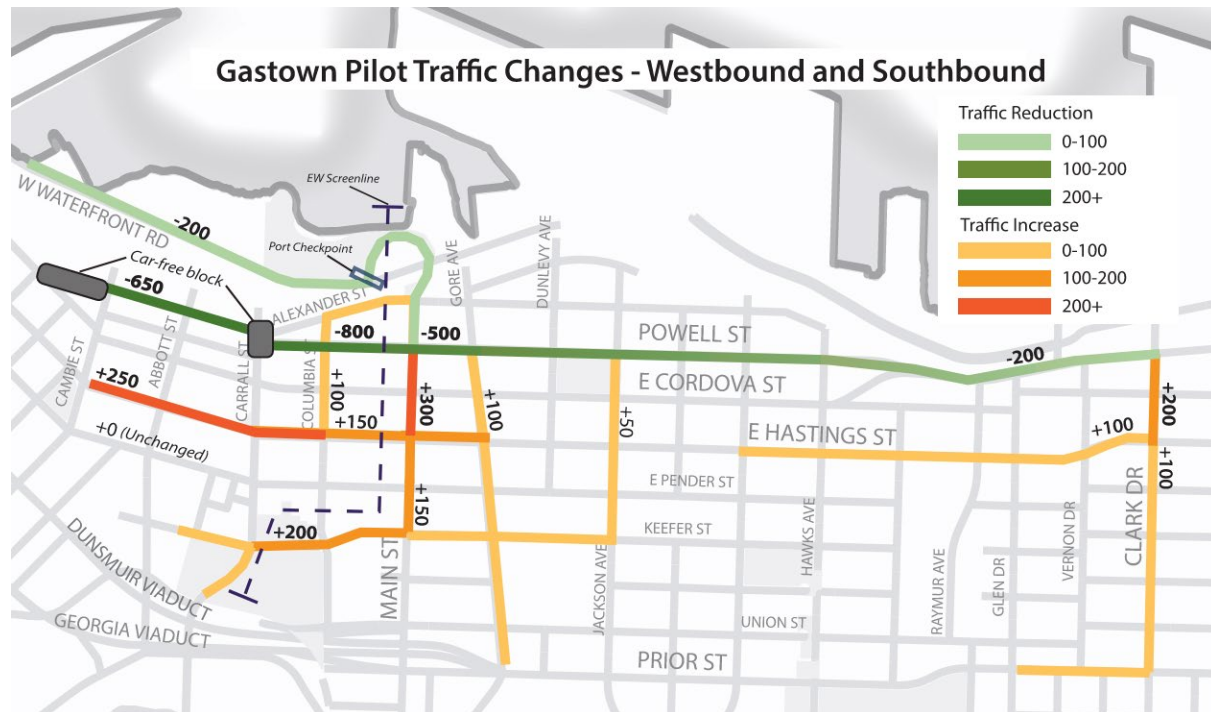 Gastown Pilot Traffic Changes - Westbound and Southbound
Traffic Reduction
0-100
100-200
200+
Traffic Increase
0-100
100-200
200+
EW Screenline
W WATERFRONT RD
-200
Port Checkpoint
Car-free block
-650
ALEXANDER ST
GORE AVE
DUNLEVY AVE
-800
-500
POWELL ST
-200
CAMBIE ST
ABBOTT ST
CARRALL ST
COLUMBIA ST
E CORDOVA ST
+250
+100
+150
+300
+100
+50
+200
+0 (Unchanged)
E HASTINGS ST
+100
+100
E PENDER ST
+200
+150
KEEFER ST
DUNSMUIR VIADUCT
MAIN ST
JACKSON AVE
HAWKS AVE
RAYMUR AVE
GLEN DR
VERNON DR
CLARK DR
GEORGIA VIADUCT
UNION ST
PRIOR ST